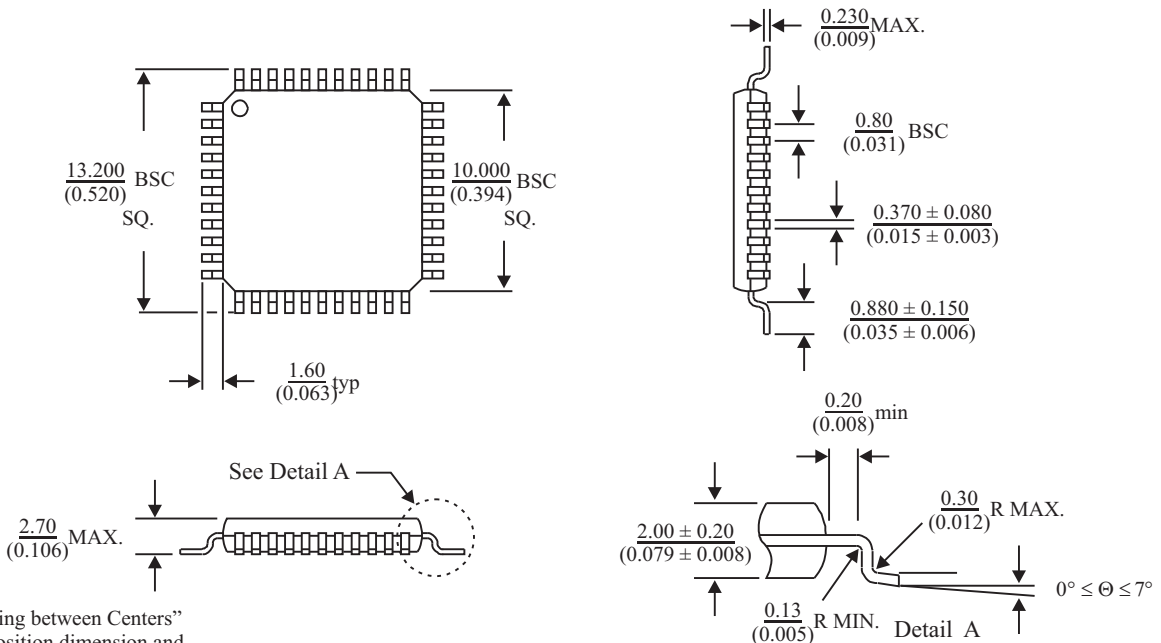 0.230
(0.009) MAX.
13.200
(0.520) BSC
SQ.
10.000
(0.394) BSC
SQ.
0.80
(0.031) BSC
0.370 ± 0.080
(0.015 ± 0.003)
0.880 ± 0.150
(0.035 ± 0.006)
1.60
(0.063) typ
0.20
(0.008) min
See Detail A
2.70
(0.106) MAX.
0.30
(0.012) R MAX.
2.00 ± 0.20
(0.079 ± 0.008)
0° ≤ Θ ≤ 7°
0.13
(0.005) R MIN.
Detail A
ing between Centers”
osition dimension and